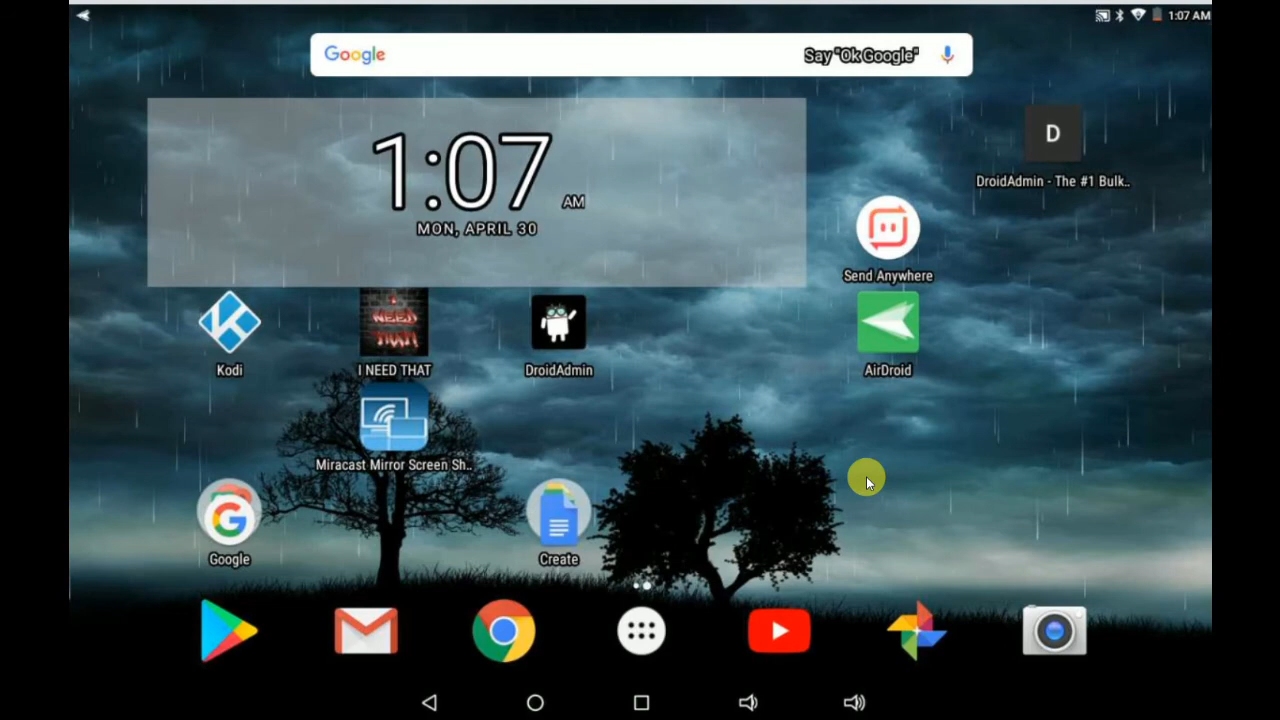 1:07 AM
Google Say "Ok Google"
1:07 AM
MON, APRIL 30
D
DroidAdmin - The #1 Bulk..
Send Anywhere
Kodi
I NEED THAT
DroidAdmin
AirDroid
Miracast Mirror Screen Sh..
Google
Create